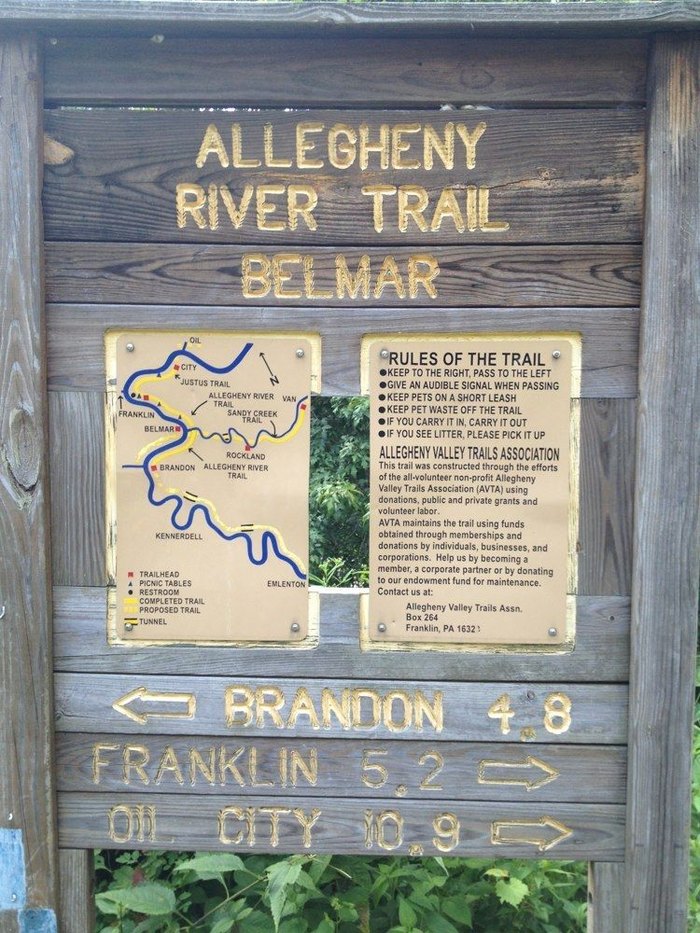 ALLEGHENY
RIVER TRAIL
BELMAR
OIL
CITY
JUSTUS TRAIL
N
ALLEGHENY RIVER
TRAIL
VAN
FRANKLIN
SANDY CREEK
TRAIL
BELMAR
ROCKLAND
BRANDON
ALLEGHENY RIVER
TRAIL
KENNERDELL
EMLENTON
TRAILHEAD
PICNIC TABLES
RESTROOM
COMPLETED TRAIL
PROPOSED TRAIL
TUNNEL
RULES OF THE TRAIL
●KEEP TO THE RIGHT, PASS TO THE LEFT
●GIVE AN AUDIBLE SIGNAL WHEN PASSING
●KEEP PETS ON A SHORT LEASH
●KEEP PET WASTE OFF THE TRAIL
●IF YOU CARRY IT IN, CARRY IT OUT
●IF YOU SEE LITTER, PLEASE PICK IT UP
ALLEGHENY VALLEY TRAILS ASSOCIATION
This trail was constructed through the efforts
of the all-volunteer non-profit Allegheny
Valley Trails Association (AVTA) using
donations, public and private grants and
volunteer labor.
AVTA maintains the trail using funds
obtained through memberships and
donations by individuals, businesses, and
corporations. Help us by becoming a
member, a corporate partner or by donating
to our endowment fund for maintenance.
Contact us at:
Allegheny Valley Trails Assn.
Box 264
Franklin, PA 16323
BRANDON 4.8
FRANKLIN 5.2
OIL CITY 10.9